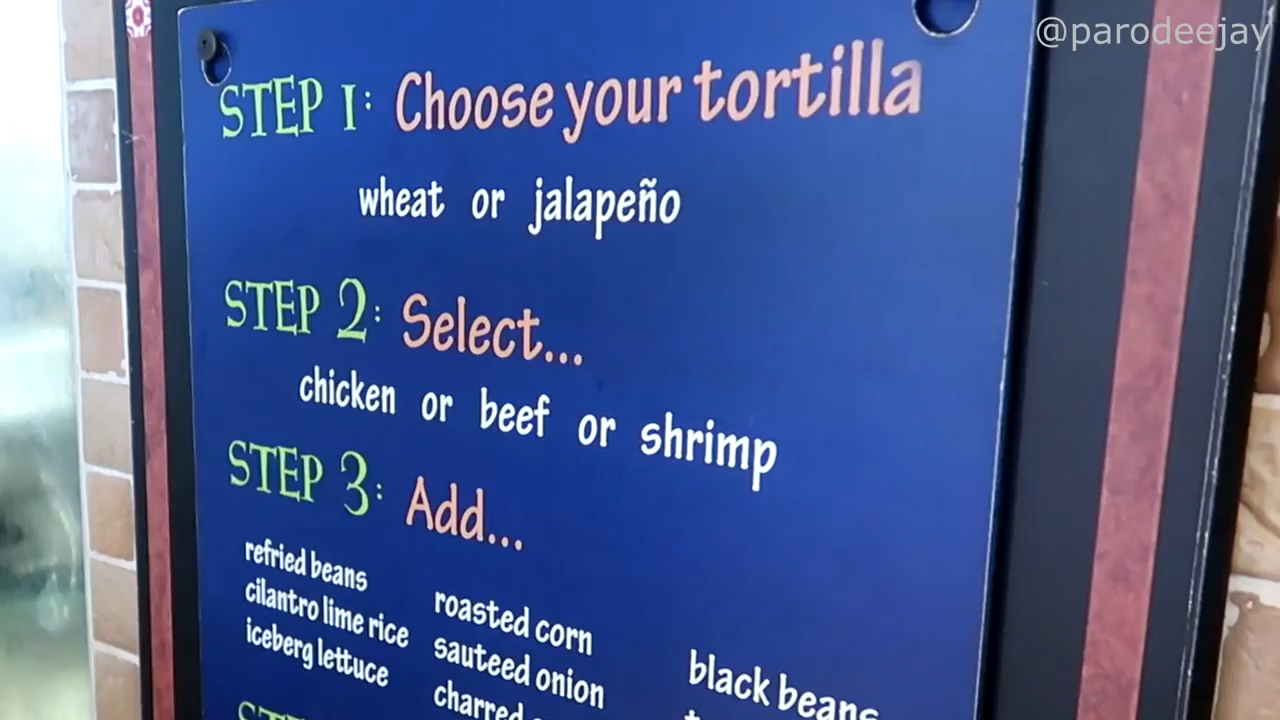 @parodeejay
STEP 1: Choose your tortilla
wheat or jalapeño
STEP 2: Select...
chicken or beef or shrimp
STEP 3: Add...
refried beans
cilantro lime rice
iceberg lettuce
roasted corn
sauteed onion
charred
black beans